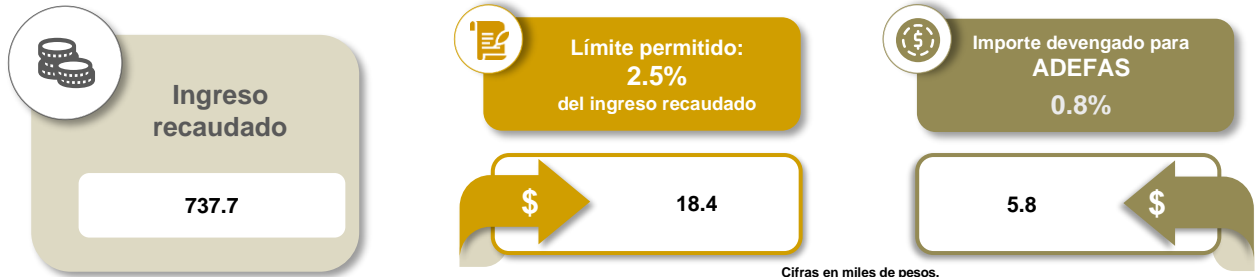 Ingreso
recaudado
737.7
Límite permitido:
2.5%
del ingreso recaudado
$
18.4
Importe devengado para
ADEFAS
0.8%
5.8
$
Cifras en miles de pesos.